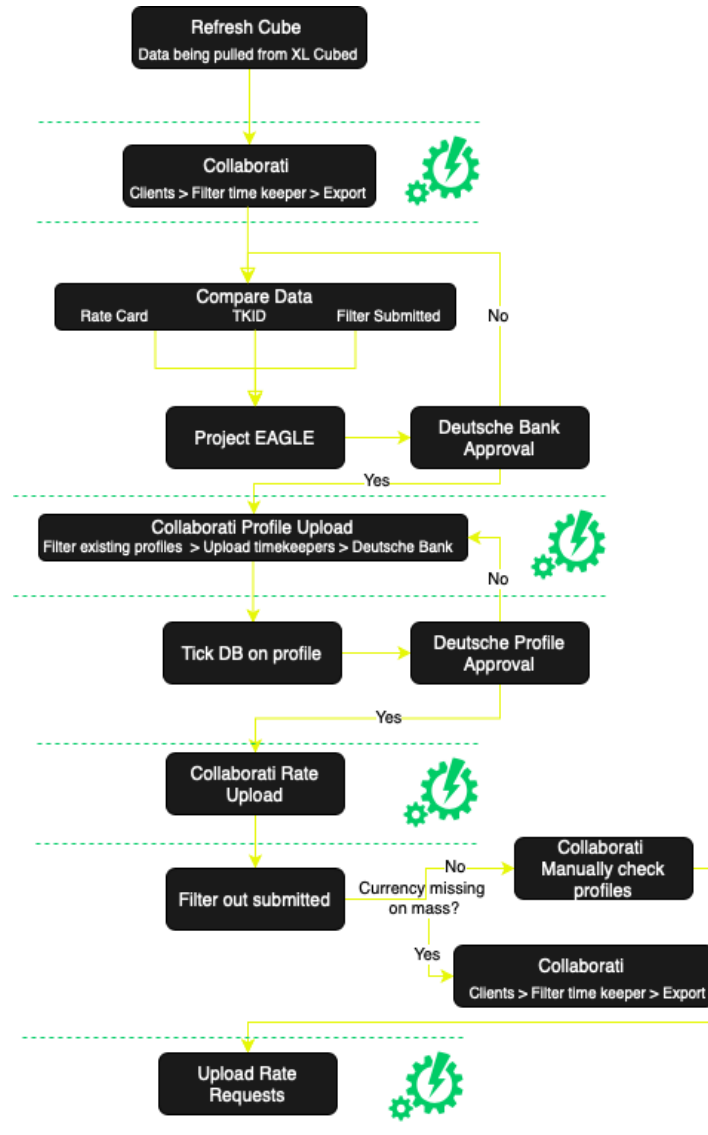 Refresh Cube
Data being pulled from XL Cubed
Collaborati
Clients > Filter time keeper > Export
Compare Data
Rate Card TKID Filter Submitted
No
Project EAGLE
Deutsche Bank
Approval
Yes
Collaborati Profile Upload
Filter existing profiles > Upload timekeepers > Deutsche Bank
No
Tick DB on profile
Deutsche Profile
Approval
Yes
Collaborati Rate
Upload
Collaborati
Manually check
profiles
No
Filter out submitted
Currency missing
on mass?
Yes
Collaborati
Clients > Filter time keeper > Export
Upload Rate
Requests